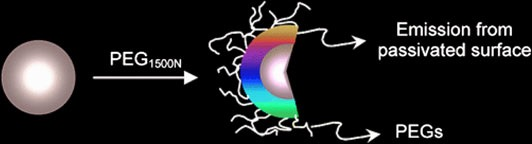 PEG1500N
Emission from
passivated surface
PEGs